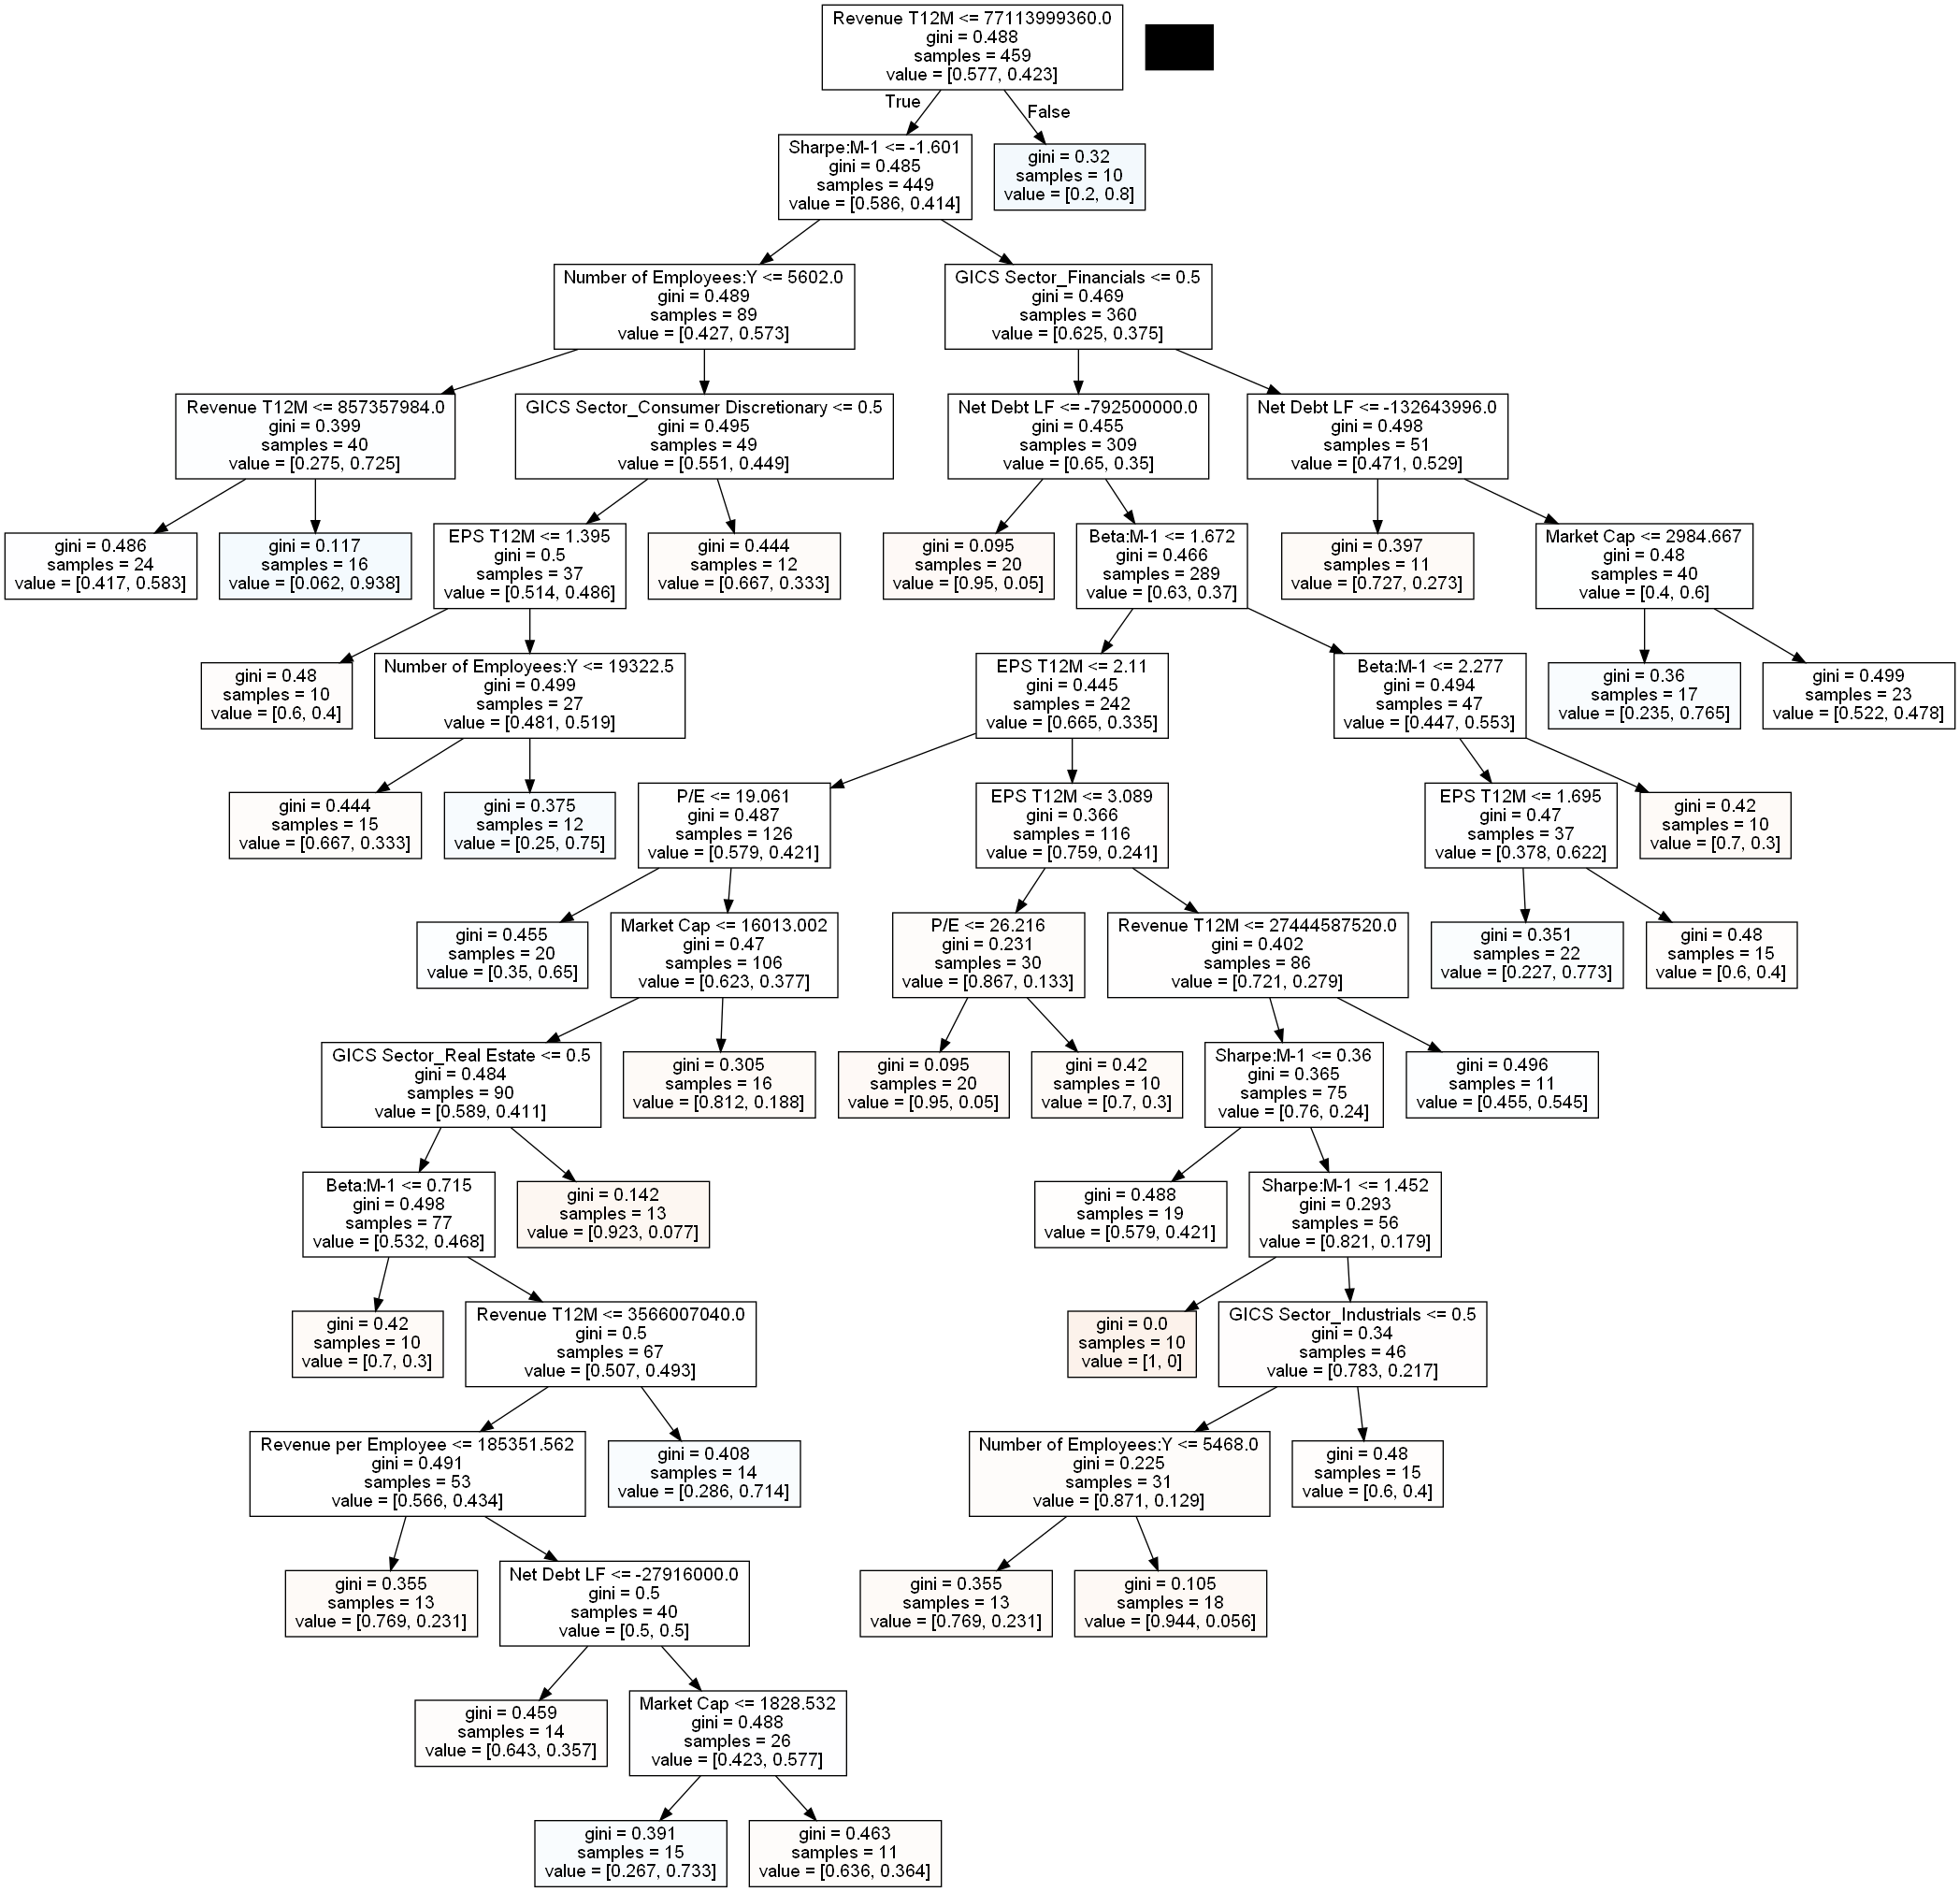 Revenue T12M <= 77113999360.0
gini = 0.488
samples = 459
value = [0.577, 0.423]
True
False
Sharpe:M-1 <= -1.601
gini = 0.485
samples = 449
value = [0.586, 0.414]
gini = 0.32
samples = 10
value = [0.2, 0.8]
Number of Employees:Y <= 5602.0
gini = 0.489
samples = 89
value = [0.427, 0.573]
GICS Sector_Financials <= 0.5
gini = 0.469
samples = 360
value = [0.625, 0.375]
Revenue T12M <= 857357984.0
gini = 0.399
samples = 40
value = [0.275, 0.725]
GICS Sector_Consumer Discretionary <= 0.5
gini = 0.495
samples = 49
value = [0.551, 0.449]
Net Debt LF <= -792500000.0
gini = 0.455
samples = 309
value = [0.65, 0.35]
Net Debt LF <= -132643996.0
gini = 0.498
samples = 51
value = [0.471, 0.529]
gini = 0.486
samples = 24
value = [0.417, 0.583]
gini = 0.117
samples = 16
value = [0.062, 0.938]
EPS T12M <= 1.395
gini = 0.5
samples = 37
value = [0.514, 0.486]
gini = 0.444
samples = 12
value = [0.667, 0.333]
gini = 0.095
samples = 20
value = [0.95, 0.05]
Beta:M-1 <= 1.672
gini = 0.466
samples = 289
value = [0.63, 0.37]
gini = 0.397
samples = 11
value = [0.727, 0.273]
Market Cap <= 2984.667
gini = 0.48
samples = 40
value = [0.4, 0.6]
gini = 0.48
samples = 10
value = [0.6, 0.4]
Number of Employees:Y <= 19322.5
gini = 0.499
samples = 27
value = [0.481, 0.519]
EPS T12M <= 2.11
gini = 0.445
samples = 242
value = [0.665, 0.335]
Beta:M-1 <= 2.277
gini = 0.494
samples = 47
value = [0.447, 0.553]
gini = 0.36
samples = 17
value = [0.235, 0.765]
gini = 0.499
samples = 23
value = [0.522, 0.478]
gini = 0.444
samples = 15
value = [0.667, 0.333]
gini = 0.375
samples = 12
value = [0.25, 0.75]
P/E <= 19.061
gini = 0.487
samples = 126
value = [0.579, 0.421]
EPS T12M <= 3.089
gini = 0.366
samples = 116
value = [0.759, 0.241]
EPS T12M <= 1.695
gini = 0.47
samples = 37
value = [0.378, 0.622]
gini = 0.42
samples = 10
value = [0.7, 0.3]
gini = 0.455
samples = 20
value = [0.35, 0.65]
Market Cap <= 16013.002
gini = 0.47
samples = 106
value = [0.623, 0.377]
P/E <= 26.216
gini = 0.231
samples = 30
value = [0.867, 0.133]
Revenue T12M <= 27444587520.0
gini = 0.402
samples = 86
value = [0.721, 0.279]
gini = 0.351
samples = 22
value = [0.227, 0.773]
gini = 0.48
samples = 15
value = [0.6, 0.4]
GICS Sector_Real Estate <= 0.5
gini = 0.484
samples = 90
value = [0.589, 0.411]
gini = 0.305
samples = 16
value = [0.812, 0.188]
gini = 0.095
samples = 20
value = [0.95, 0.05]
gini = 0.42
samples = 10
value = [0.7, 0.3]
Sharpe:M-1 <= 0.36
gini = 0.365
samples = 75
value = [0.76, 0.24]
gini = 0.496
samples = 11
value = [0.455, 0.545]
Beta:M-1 <= 0.715
gini = 0.498
samples = 77
value = [0.532, 0.468]
gini = 0.142
samples = 13
value = [0.923, 0.077]
gini = 0.488
samples = 19
value = [0.579, 0.421]
Sharpe:M-1 <= 1.452
gini = 0.293
samples = 56
value = [0.821, 0.179]
gini = 0.42
samples = 10
value = [0.7, 0.3]
Revenue T12M <= 3566007040.0
gini = 0.5
samples = 67
value = [0.507, 0.493]
gini = 0.0
samples = 10
value = [1, 0]
GICS Sector_Industrials <= 0.5
gini = 0.34
samples = 46
value = [0.783, 0.217]
Revenue per Employee <= 185351.562
gini = 0.491
samples = 53
value = [0.566, 0.434]
gini = 0.408
samples = 14
value = [0.286, 0.714]
Number of Employees:Y <= 5468.0
gini = 0.225
samples = 31
value = [0.871, 0.129]
gini = 0.48
samples = 15
value = [0.6, 0.4]
gini = 0.355
samples = 13
value = [0.769, 0.231]
Net Debt LF <= -27916000.0
gini = 0.5
samples = 40
value = [0.5, 0.5]
gini = 0.355
samples = 13
value = [0.769, 0.231]
gini = 0.105
samples = 18
value = [0.944, 0.056]
gini = 0.459
samples = 14
value = [0.643, 0.357]
Market Cap <= 1828.532
gini = 0.488
samples = 26
value = [0.423, 0.577]
gini = 0.391
samples = 15
value = [0.267, 0.733]
gini = 0.463
samples = 11
value = [0.636, 0.364]